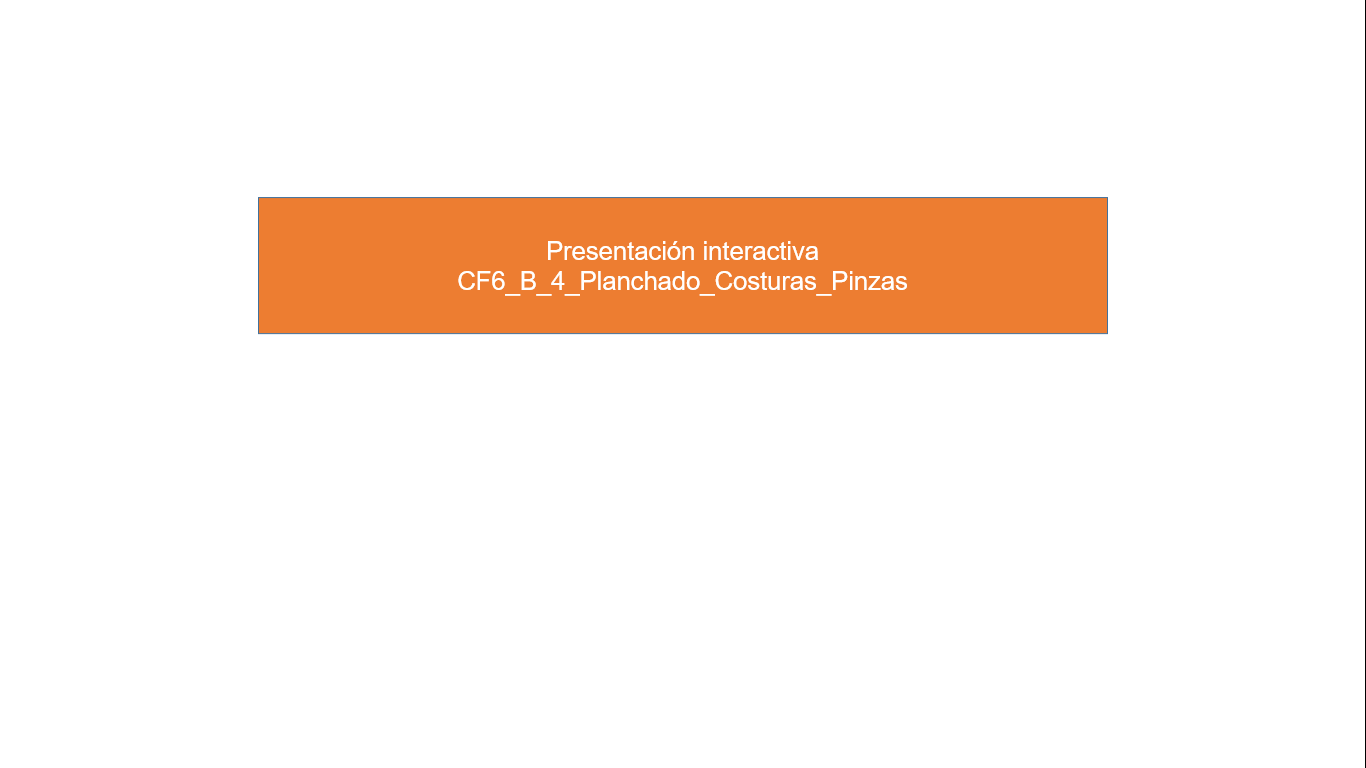 Presentación interactiva
CF6_B_4_Planchado_Costuras_Pinzas